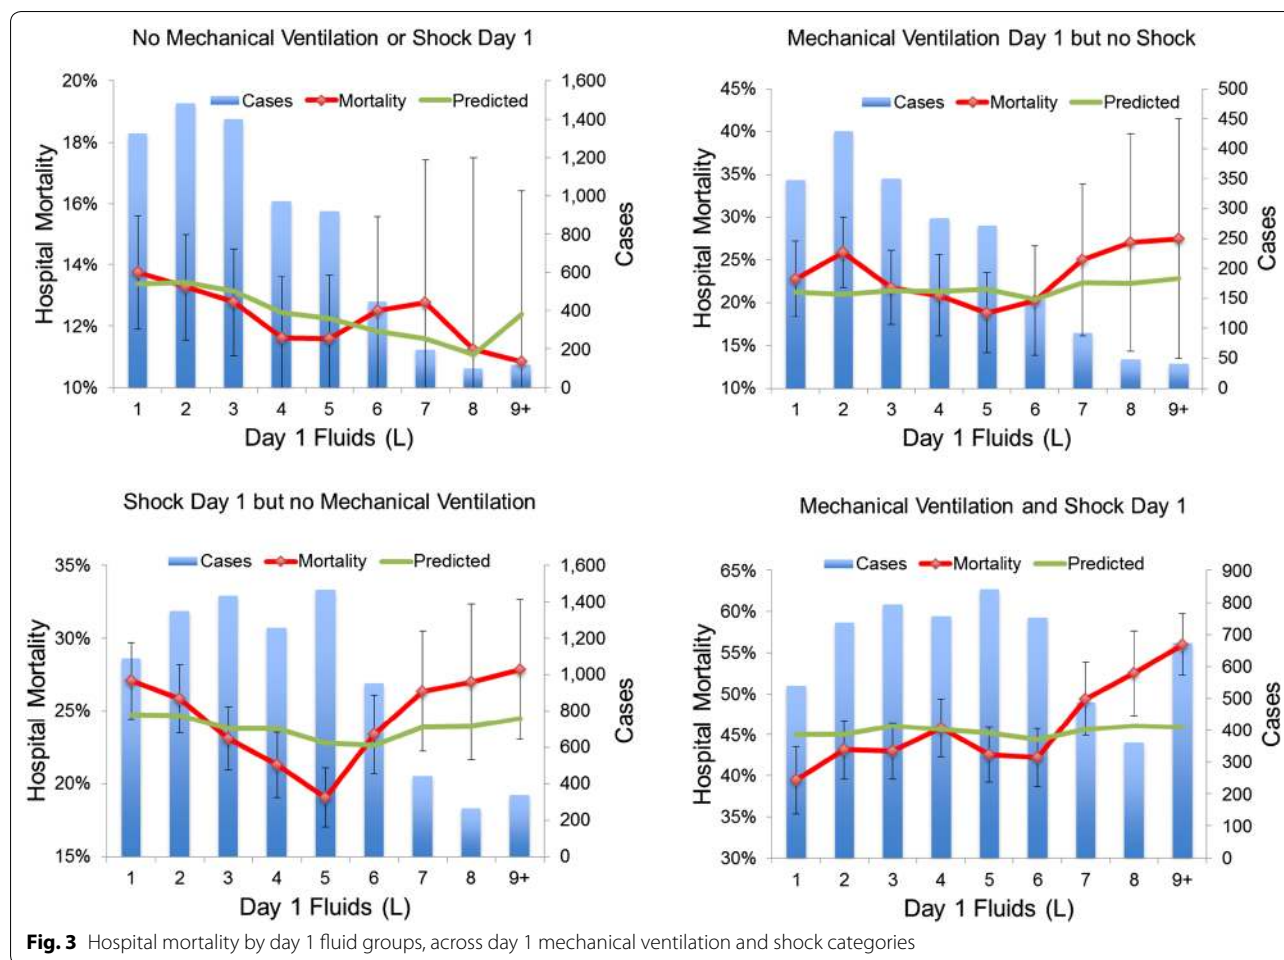 No Mechanical Ventilation or Shock Day 1
20%
18%
16%
14%
12%
10%
Hospital Mortality
Cases Mortality Predicted
1,600
1,400
1,200
1,000
800
600
400
200
0
Cases
1 2 3 4 5 6 7 8 9+
Day 1 Fluids (L)
Mechanical Ventilation Day 1 but no Shock
45%
40%
35%
30%
25%
20%
15%
10%
Hospital Mortality
Cases Mortality Predicted
500
450
400
350
300
250
200
150
100
50
0
Cases
1 2 3 4 5 6 7 8 9+
Day 1 Fluids (L)
Shock Day 1 but no Mechanical Ventilation
35%
30%
25%
20%
15%
Hospital Mortality
Cases Mortality Predicted
1,600
1,400
1,200
1,000
800
600
400
200
0
Cases
1 2 3 4 5 6 7 8 9+
Day 1 Fluids (L)
Mechanical Ventilation and Shock Day 1
65%
60%
55%
50%
45%
40%
35%
30%
Hospital Mortality
Cases Mortality Predicted
900
800
700
600
500
400
300
200
100
0
Cases
1 2 3 4 5 6 7 8 9+
Day 1 Fluids (L)
Fig. 3 Hospital mortality by day 1 fluid groups, across day 1 mechanical ventilation and shock categories